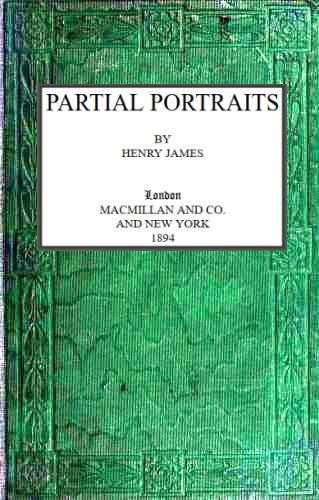 PARTIAL PORTRAITS
BY
HENRY JAMES
London
MACMILLAN AND CO.
AND NEW YORK
1894